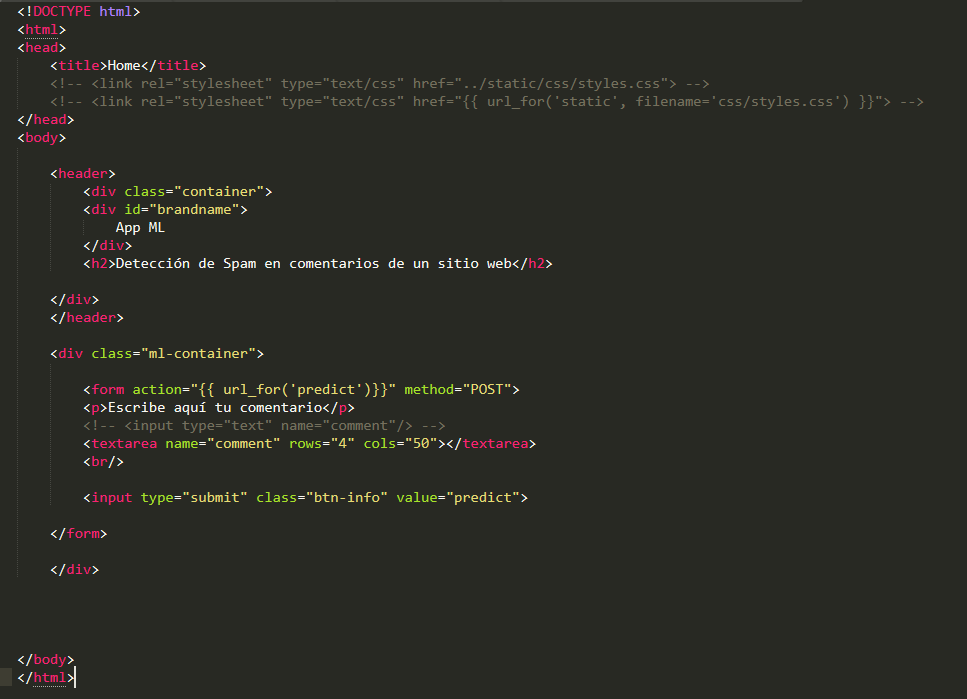 <!DOCTYPE html>
<html>
<head>
    <title>Home</title>
    <!-- <link rel="stylesheet" type="text/css" href="../static/css/styles.css"> -->
    <!-- <link rel="stylesheet" type="text/css" href="{{ url_for('static', filename='css/styles.css') }}"> -->
</head>
<body>

    <header>
        <div class="container">
        <div id="brandname">
            App ML
        </div>
        <h2>Detección de Spam en comentarios de un sitio web</h2>

    </div>
    </header>

    <div class="ml-container">

        <form action="{{ url_for('predict')}}" method="POST">
        <p>Escribe aquí tu comentario</p>
        <!-- <input type="text" name="comment"/> -->
        <textarea name="comment" rows="4" cols="50"></textarea>
        <br/>

        <input type="submit" class="btn-info" value="predict">

    </form>

    </div>

</body>
</html>